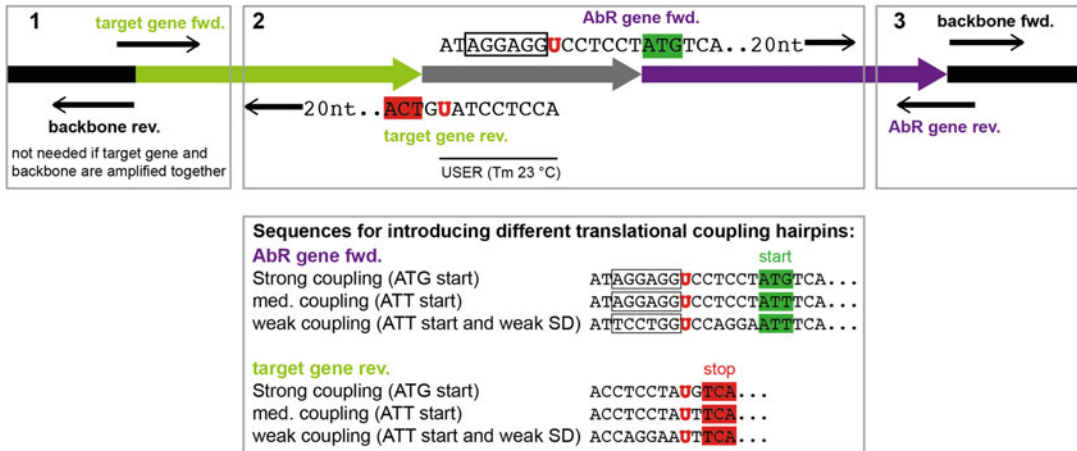 1
target gene fwd.
backbone rev.
not needed if target gene and
backbone are amplified together
2
AbR gene fwd.
ATAGGAGGUCCTCCTATGTCA..20nt
20nt..ACTGUATCCTCCA
target gene rev.
USER (Tm 23 °C)
3
backbone fwd.
AbR gene rev.
Sequences for introducing different translational coupling hairpins:
AbR gene fwd. start
Strong coupling (ATG start) ATAGGAGGUCCTCCTATGTCA...
med. coupling (ATT start) ATAGGAGGUCCTCCTATTTCA...
weak coupling (ATT start and weak SD) ATTCCTGGUCCAGGAATTTCA...
target gene rev. stop
Strong coupling (ATG start) ACCTCCTAUGTCA...
med. coupling (ATT start) ACCTCCTAUTTCA...
weak coupling (ATT start and weak SD) ACCAGGAAUTTCA...